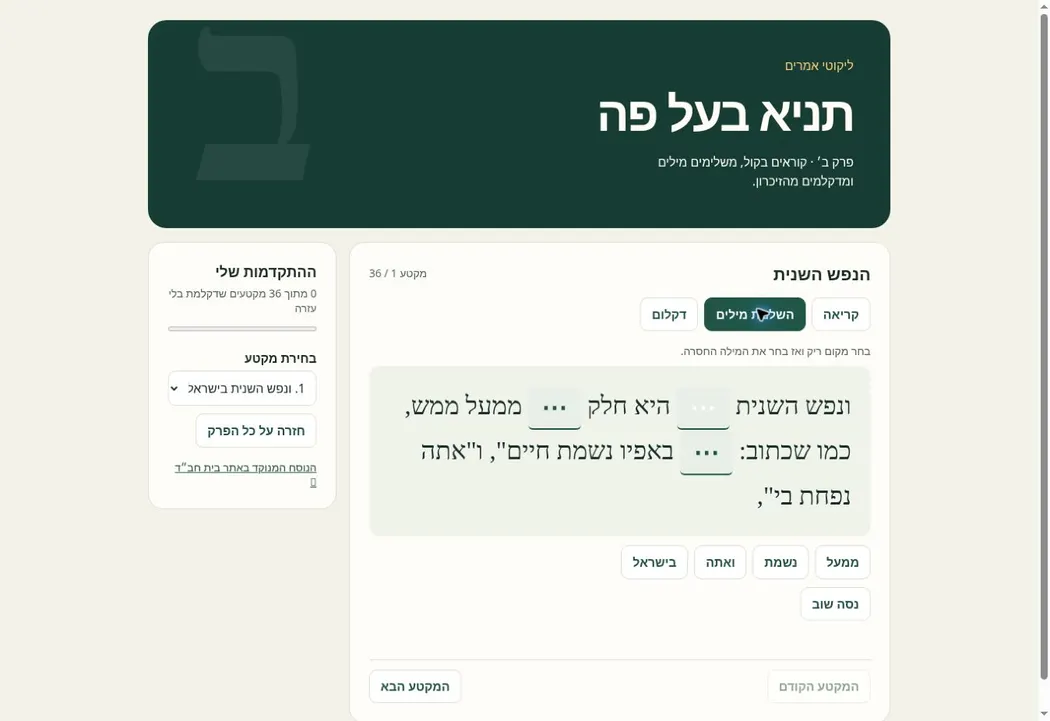 ב
ליקוטי אמרים
תניא בעל פה
פרק ב׳ · קוראים בקול, משלימים מילים
ומדקלמים מהזיכרון.
הנפש השנית
מקטע 1 / 36
קריאה
השלמת מילים
דקלום
בחר מקום ריק ואז בחר את המילה החסרה.
ונפש השנית ... היא חלק ... ממעל ממש,
כמו שכתוב: ... באפיו נשמת חיים", ו"אתה
נפחת בי",
ממעל
נשמת
ואתה
בישראל
נסה שוב
המקטע הקודם
המקטע הבא
ההתקדמות שלי
0 מתוך 36 מקטעים שדקלמת בלי
עזרה
בחירת מקטע
1. ונפש השנית בישראל
חזרה על כל הפרק
הנוסח המנוקד באתר בית חב״ד